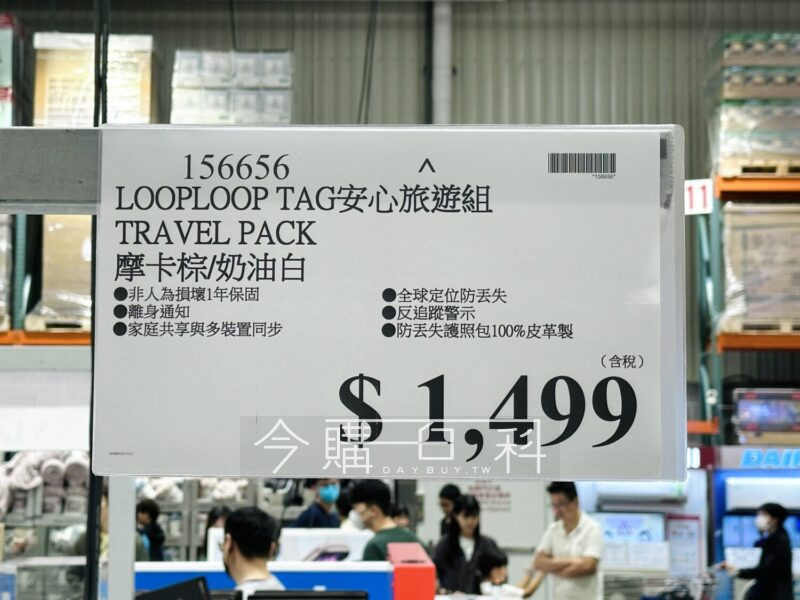 156656
^
*156656*
LOOPLOOP TAG安心旅遊組
TRAVEL PACK
摩卡棕/奶油白
●非人為損壞1年保固
●離身通知
●家庭共享與多裝置同步
●全球定位防丟失
●反追蹤警示
●防丟失護照包100%皮革製
（含稅）
$ 1,499
今購百科
DAYBUY.TW
11
DAIK